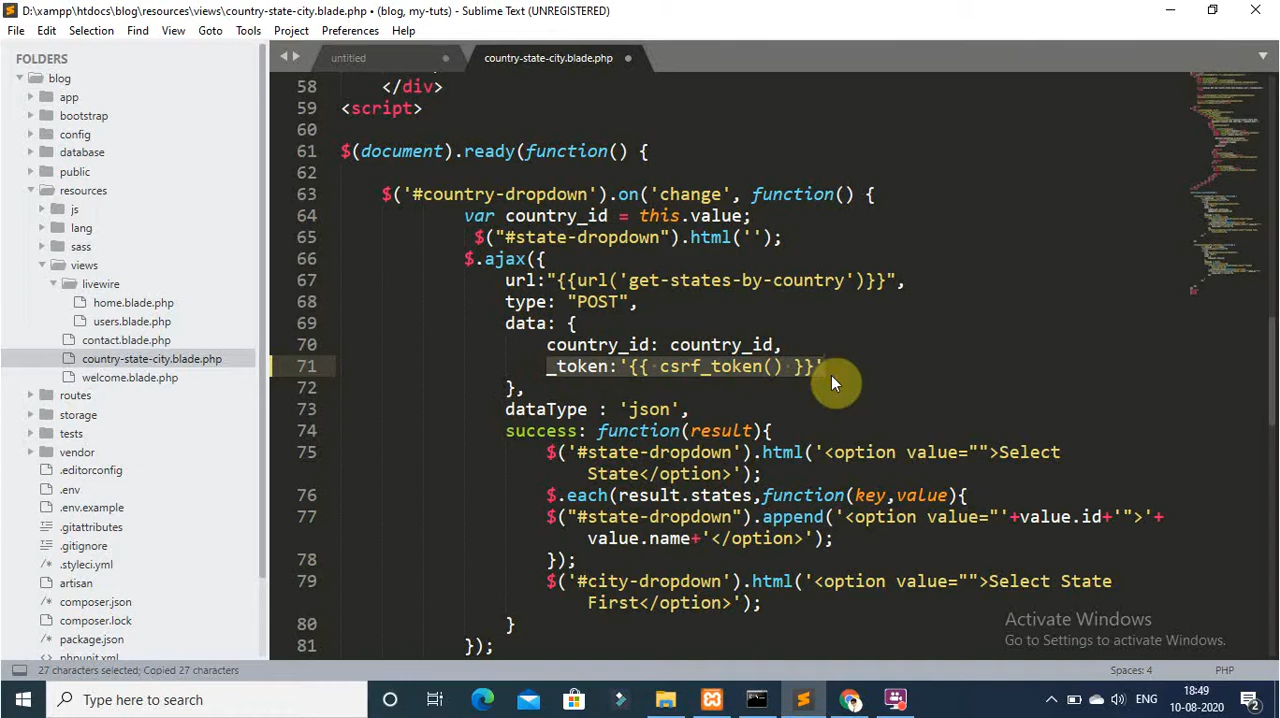 D:\xampp\htdocs\blog\resources\views\country-state-city.blade.php • (blog, my-tuts) - Sublime Text (UNREGISTERED)
File Edit Selection Find View Goto Tools Project Preferences Help
FOLDERS
blog
app
bootstrap
config
database
public
resources
js
lang
sass
views
livewire
home.blade.php
users.blade.php
contact.blade.php
country-state-city.blade.php
welcome.blade.php
routes
storage
tests
vendor
.editorconfig
.env
.env.example
.gitattributes
.gitignore
.styleci.yml
artisan
composer.json
composer.lock
package.json
phpunit.xml
untitled
country-state-city.blade.php
58 </div>
59 <script>
60
61 $(document).ready(function() {
62
63 $('#country-dropdown').on('change', function() {
64 var country_id = this.value;
65 $("#state-dropdown").html('');
66 $.ajax({
67 url:"{{url('get-states-by-country')}}",
68 type: "POST",
69 data: {
70 country_id: country_id,
71 _token:'{{ csrf_token() }}'
72 },
73 dataType : 'json',
74 success: function(result){
75 $('#state-dropdown').html('<option value="">Select
State</option>');
76 $.each(result.states,function(key,value){
77 $("#state-dropdown").append('<option value="'+value.id+'">'+
value.name+'</option>');
78 });
79 $('#city-dropdown').html('<option value="">Select State
First</option>');
80 }
81 });
Activate Windows
Go to Settings to activate Windows.
27 characters selected; Copied 27 characters
Spaces: 4
PHP
Type here to search
ENG
18:49
10-08-2020
2